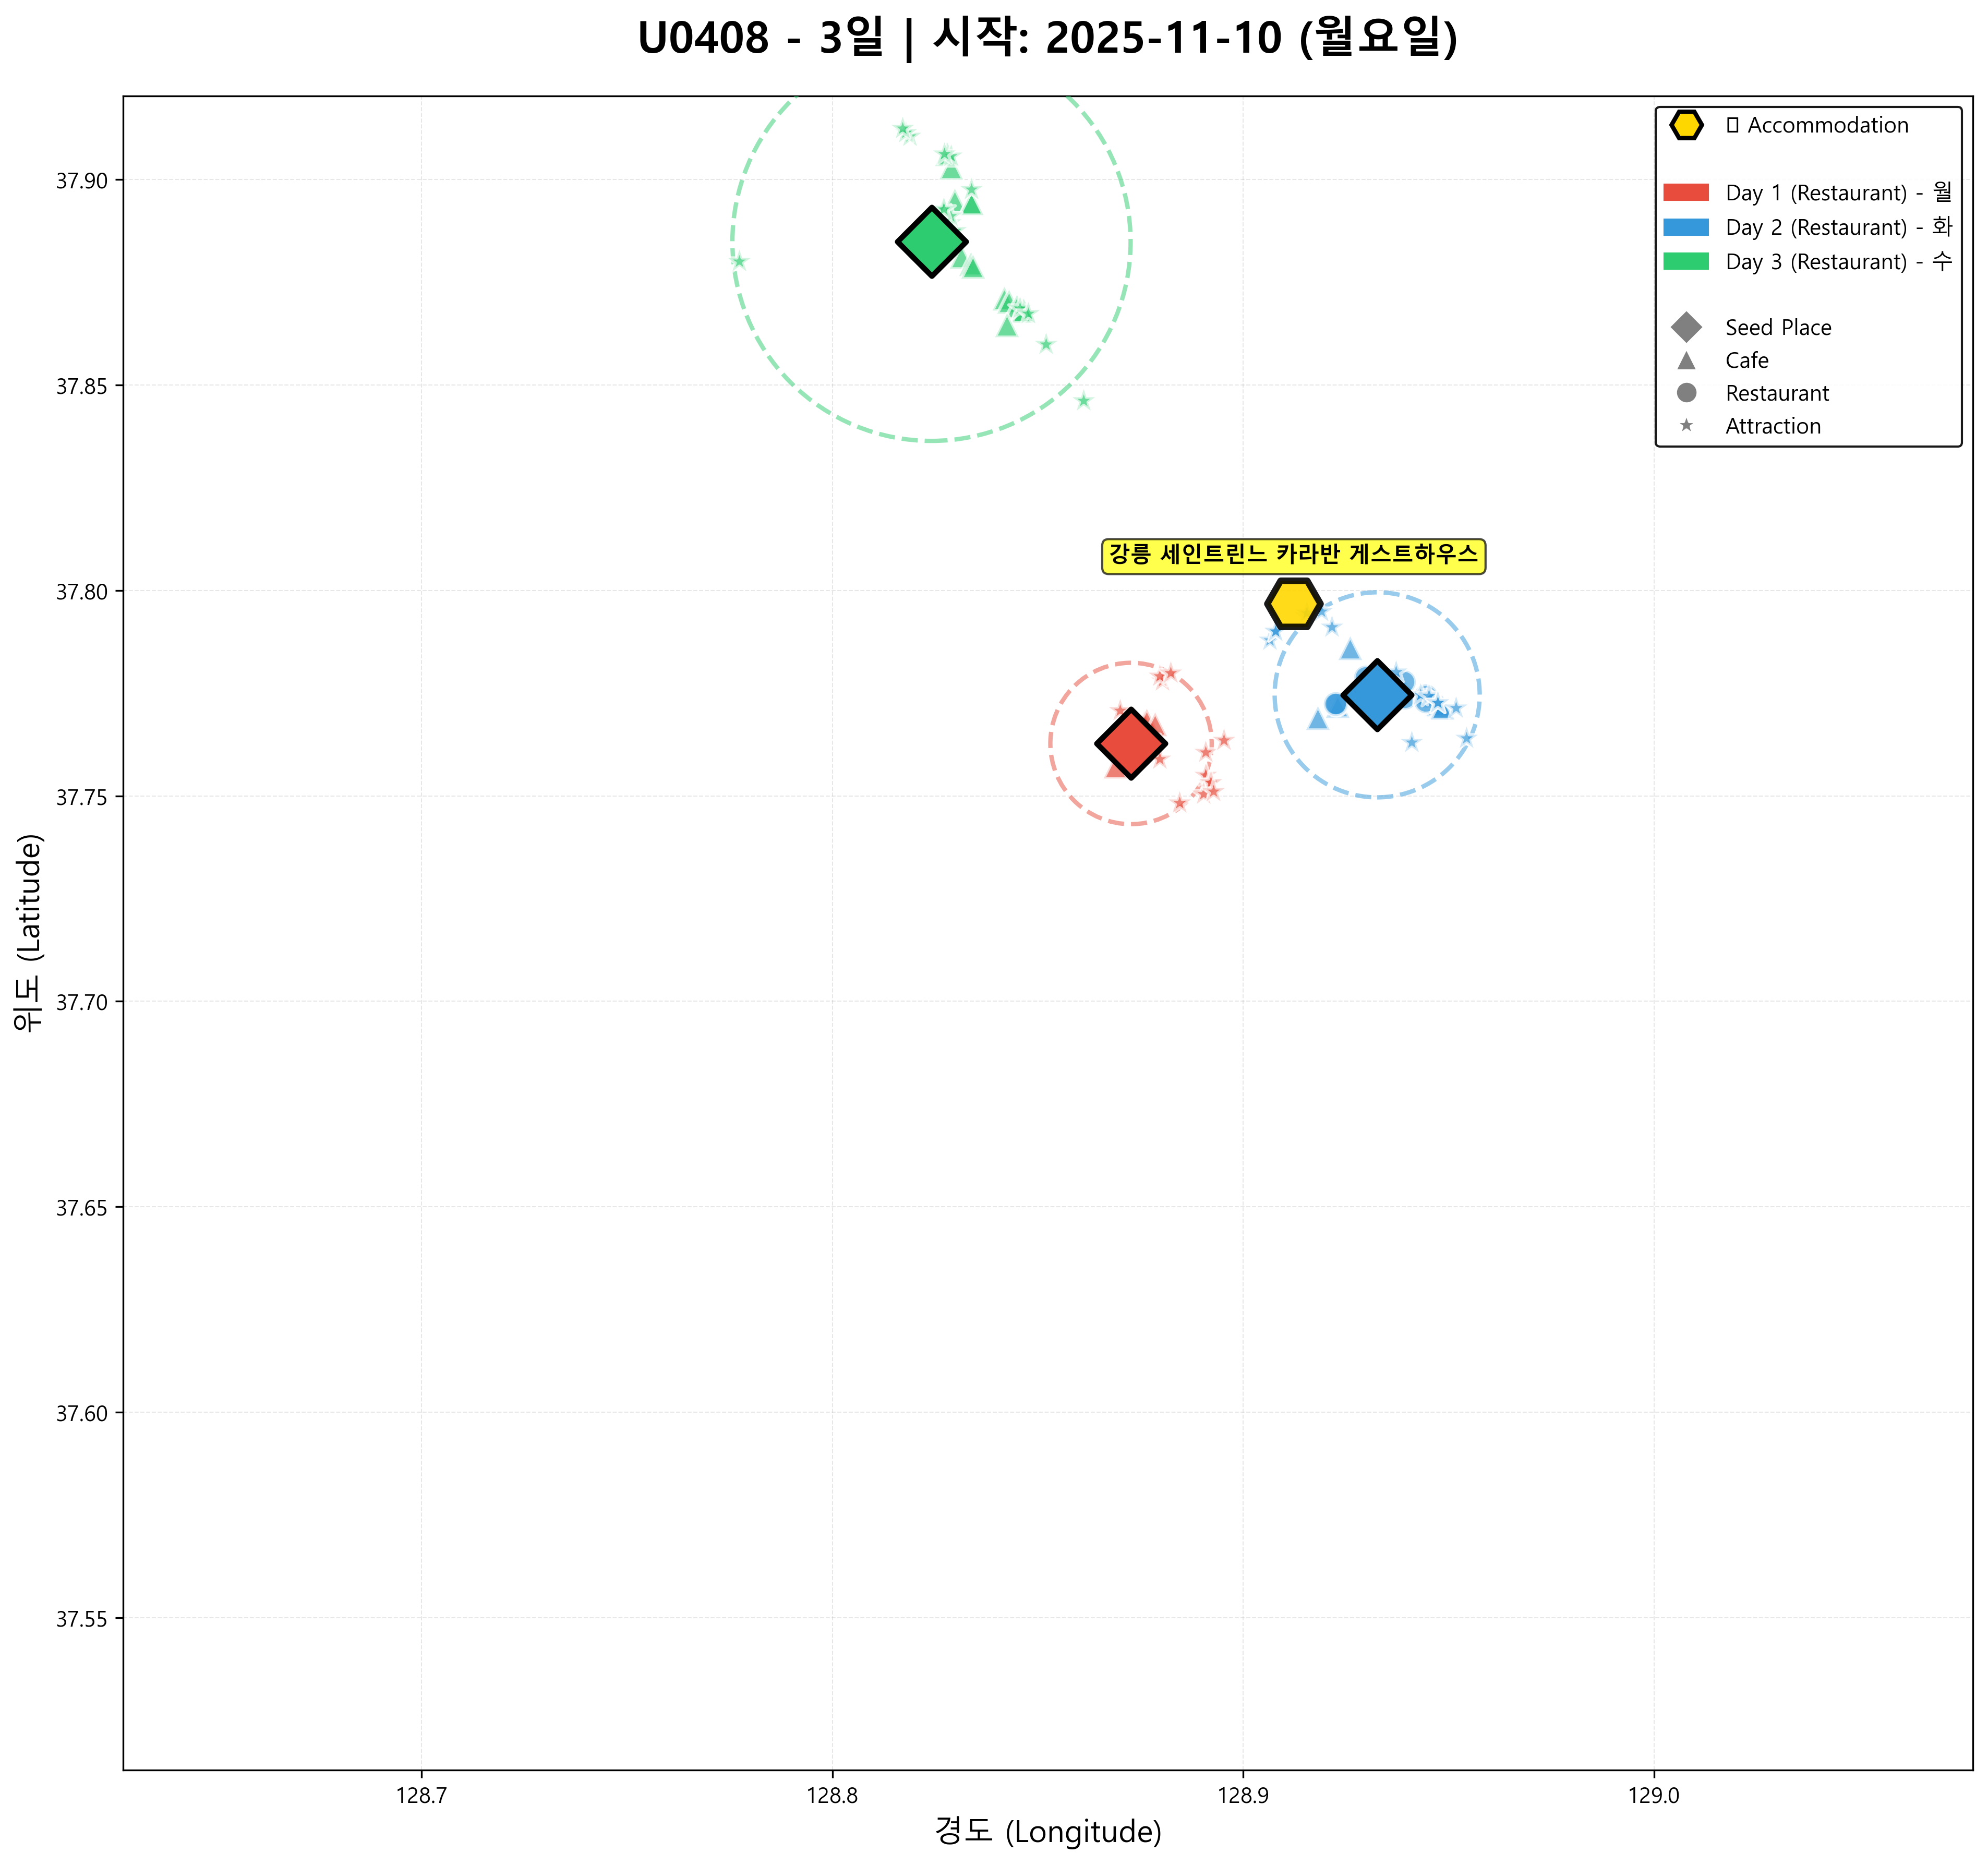 U0408 - 3일 | 시작: 2025-11-10 (월요일)
Accommodation
Day 1 (Restaurant) - 월
Day 2 (Restaurant) - 화
Day 3 (Restaurant) - 수
Seed Place
Cafe
Restaurant
Attraction
강릉 세인트린느 카라반 게스트하우스
위도 (Latitude)
37.90
37.85
37.80
37.75
37.70
37.65
37.60
37.55
128.7
128.8
128.9
129.0
경도 (Longitude)